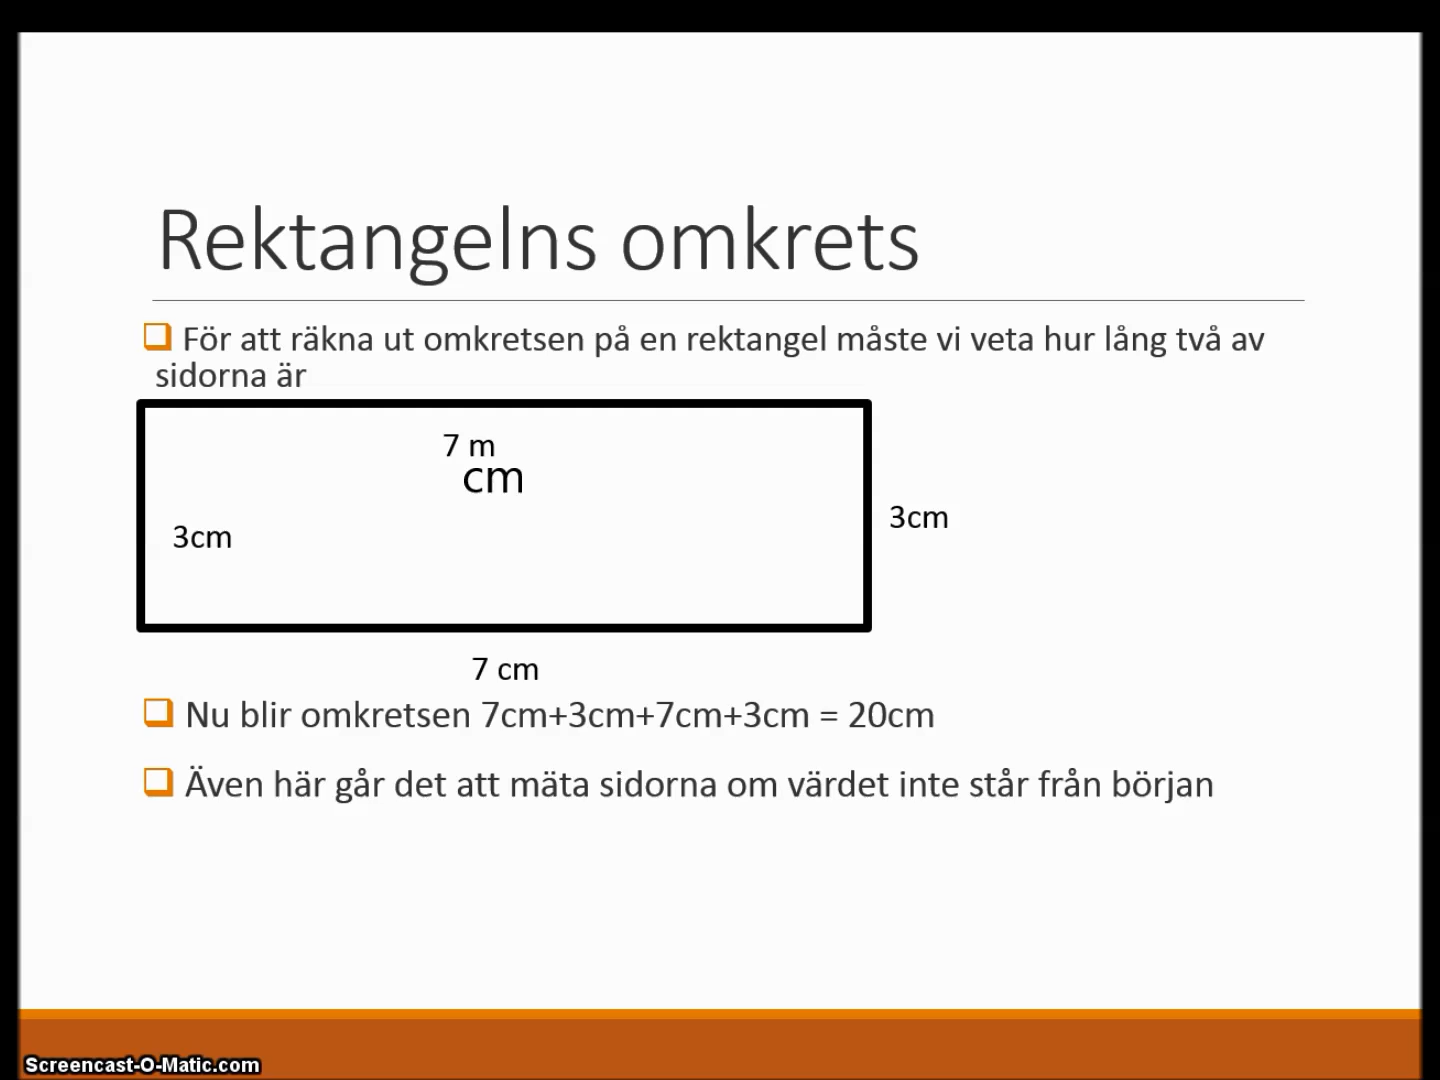 Rektangelns omkrets
För att räkna ut omkretsen på en rektangel måste vi veta hur lång två av
sidorna är
7 m
cm
3cm
3cm
7 cm
Nu blir omkretsen 7cm+3cm+7cm+3cm = 20cm
Även här går det att mäta sidorna om värdet inte står från början
Screencast-O-Matic.com